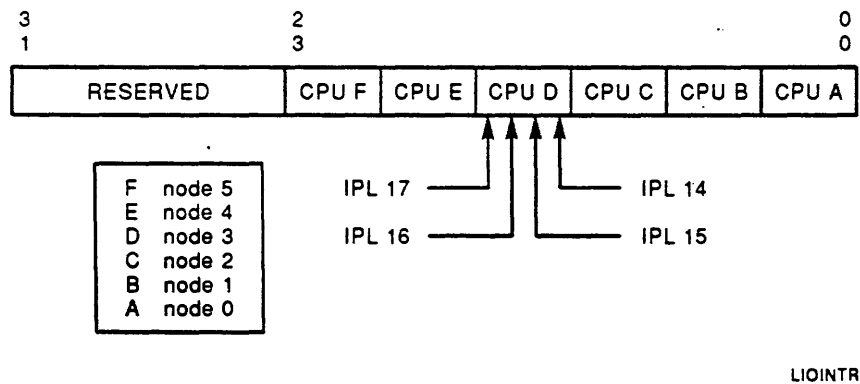 3 2 0
1 3 0
RESERVED CPU F CPU E CPU D CPU C CPU B CPU A
F node 5
E node 4
D node 3
C node 2
B node 1
A node 0
IPL 17 IPL 14
IPL 16 IPL 15
LIOINTR